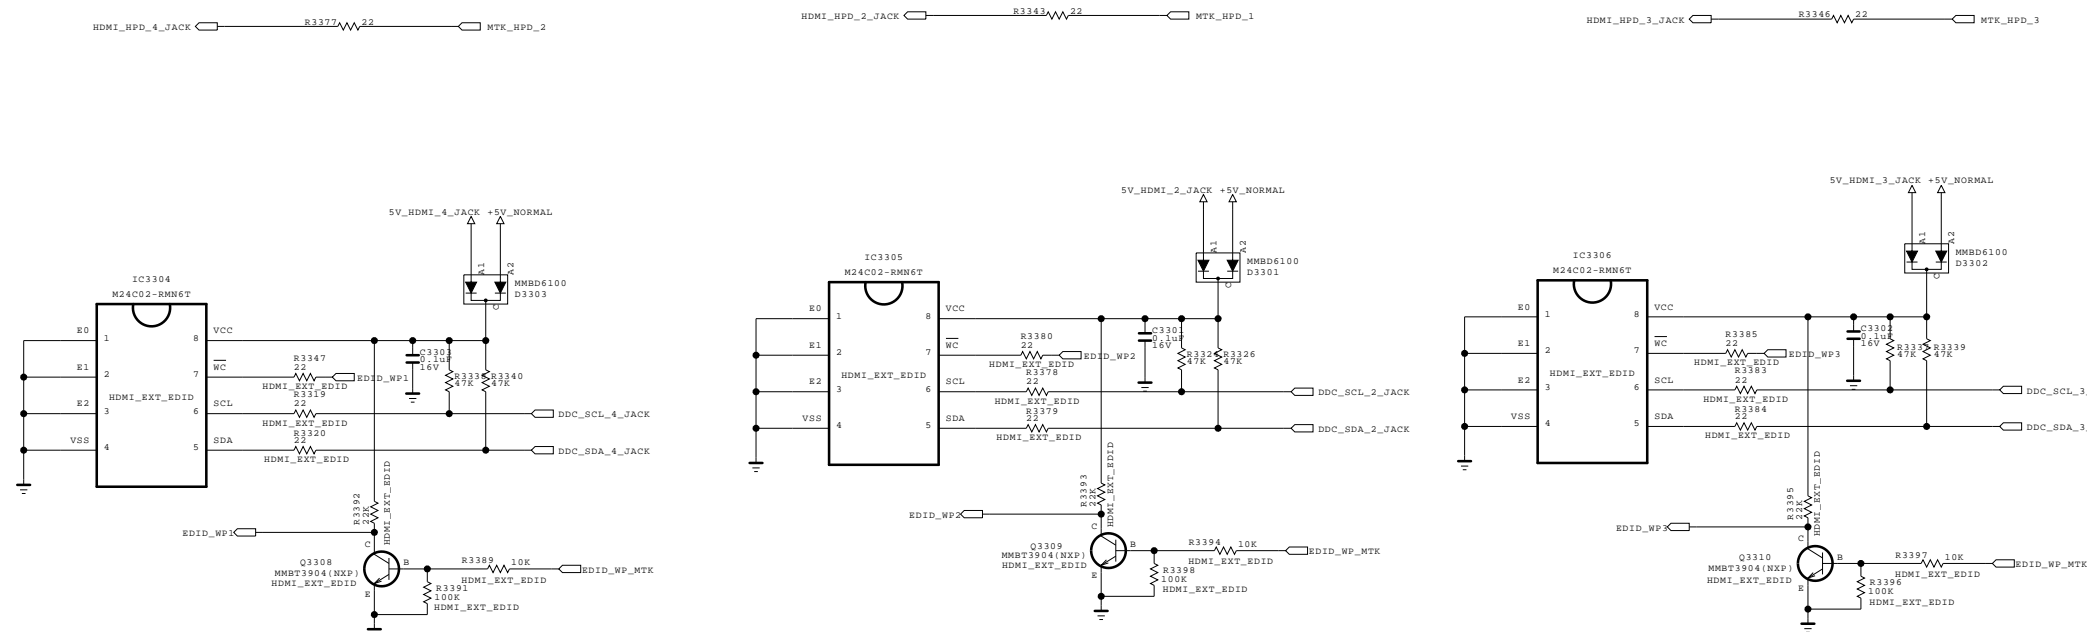 HDMI_HPD_4_JACK
R3377 22
MTK_HPD_2
HDMI_HPD_2_JACK
R3343 22
MTK_HPD_1
HDMI_HPD_3_JACK
R3346 22
MTK_HPD_3
5V_HDMI_4_JACK +5V_NORMAL
A1
A2
MMBD6100
D3303
C
IC3304
M24C02-RMN6T
E0
1
8
VCC
E1
2
7
WC
E2
3
6
SCL
VSS
4
5
SDA
HDMI_EXT_EDID
R3347
22
EDID_WP1
HDMI_EXT_EDID
R3319
22
HDMI_EXT_EDID
R3320
22
HDMI_EXT_EDID
C3303
0.1uF
16V
47K
R3340
47K
DDC_SCL_4_JACK
DDC_SDA_4_JACK
R3392
22K
HDMI_EXT_EDID
EDID_WP1
C
B
E
Q3308
MMBT3904(NXP)
HDMI_EXT_EDID
R3389 10K
HDMI_EXT_EDID
EDID_WP_MTK
R3391
100K
HDMI_EXT_EDID
5V_HDMI_2_JACK +5V_NORMAL
A1
A2
MMBD6100
D3301
C
IC3305
M24C02-RMN6T
E0
1
8
VCC
E1
2
7
WC
E2
3
6
SCL
VSS
4
5
SDA
HDMI_EXT_EDID
R3380
22
EDID_WP2
HDMI_EXT_EDID
R3378
22
HDMI_EXT_EDID
R3379
22
HDMI_EXT_EDID
C3301
0.1uF
16V
47K
R3326
47K
DDC_SCL_2_JACK
DDC_SDA_2_JACK
R3393
22K
HDMI_EXT_EDID
EDID_WP2
C
B
E
Q3309
MMBT3904(NXP)
HDMI_EXT_EDID
R3394 10K
HDMI_EXT_EDID
EDID_WP_MTK
R3398
100K
HDMI_EXT_EDID
5V_HDMI_3_JACK +5V_NORMAL
A1
A2
MMBD6100
D3302
C
IC3306
M24C02-RMN6T
E0
1
8
VCC
E1
2
7
WC
E2
3
6
SCL
VSS
4
5
SDA
HDMI_EXT_EDID
R3385
22
EDID_WP3
HDMI_EXT_EDID
R3383
22
HDMI_EXT_EDID
R3384
22
HDMI_EXT_EDID
C3302
0.1uF
16V
47K
R3339
47K
DDC_SCL_3_
DDC_SDA_3_
R3395
22K
HDMI_EXT_EDID
EDID_WP3
C
B
E
Q3310
MMBT3904(NXP)
HDMI_EXT_EDID
R3397 10K
HDMI_EXT_EDID
EDID_WP_MTK
R3396
100K
HDMI_EXT_EDID